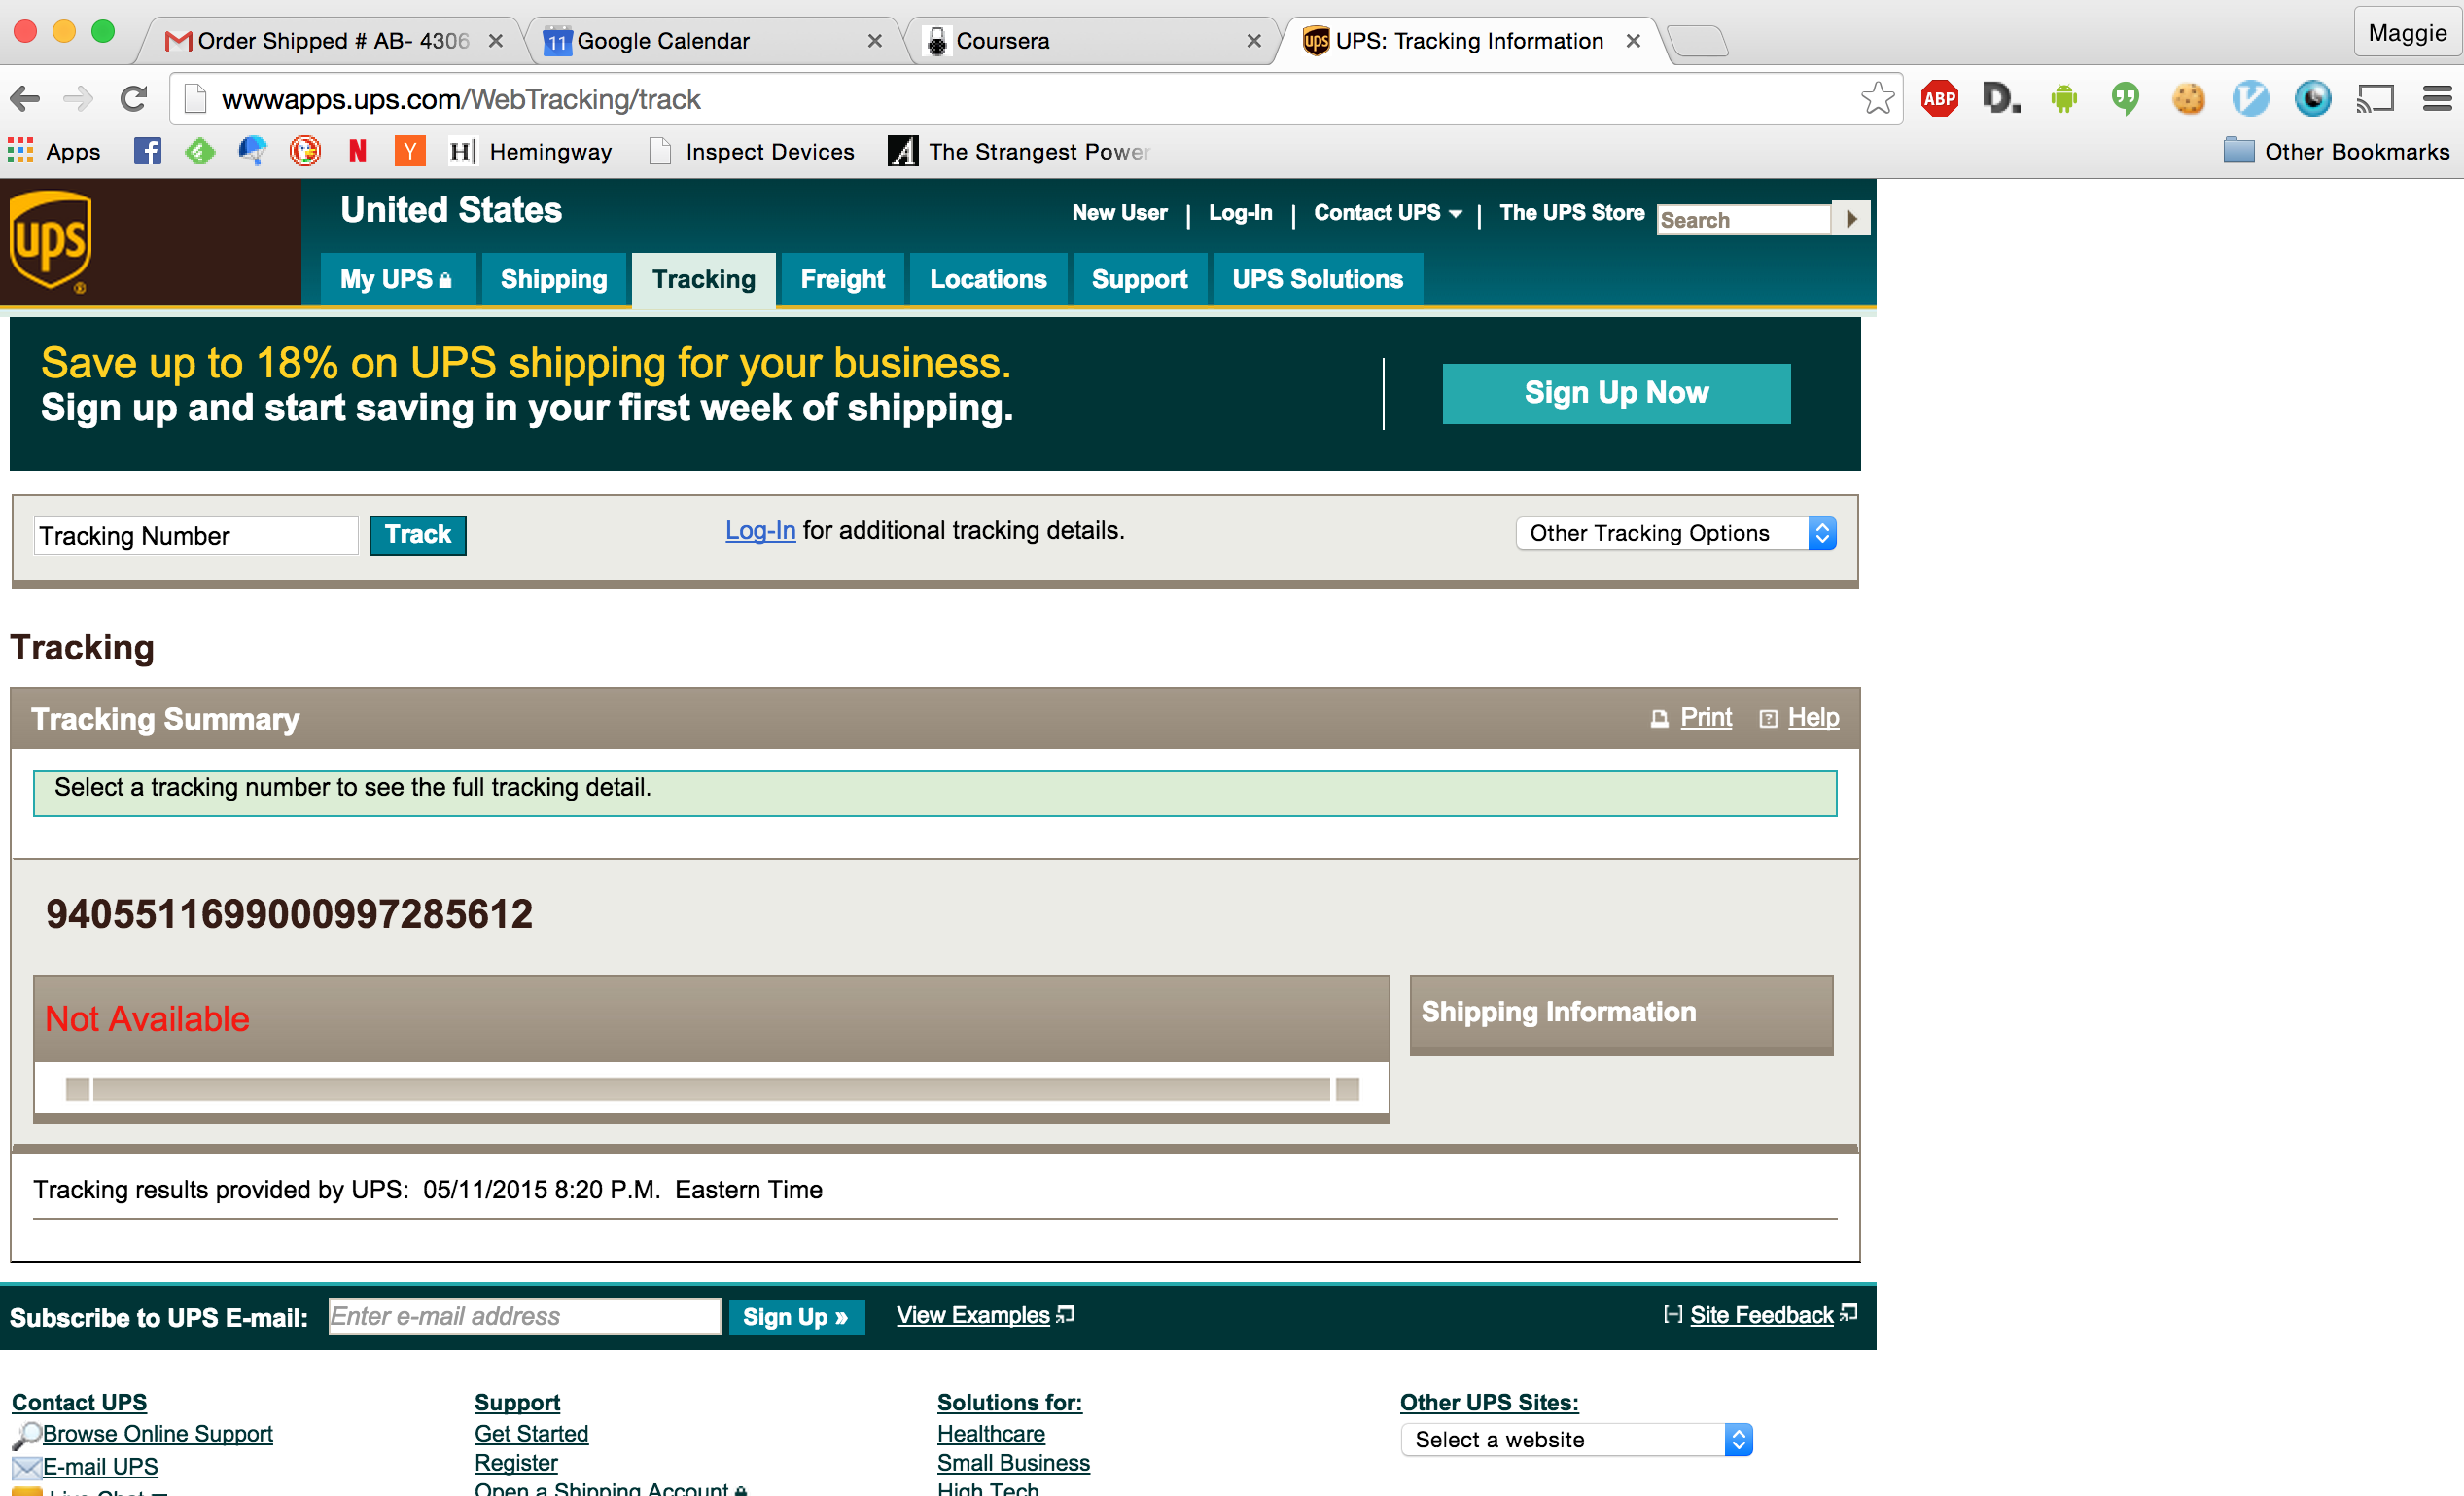 Order Shipped # AB- 4306
11 Google Calendar
Coursera
ups UPS: Tracking Information
Maggie
wwwapps.ups.com/WebTracking/track
ABP
D.
Apps
f
N
Y
H Hemingway
Inspect Devices
A The Strangest Power
Other Bookmarks
ups
United States
New User | Log-In | Contact UPS | The UPS Store
Search
My UPS
Shipping
Tracking
Freight
Locations
Support
UPS Solutions
Save up to 18% on UPS shipping for your business.
Sign up and start saving in your first week of shipping.
Sign Up Now
Tracking Number
Track
Log-In for additional tracking details.
Other Tracking Options
Tracking
Tracking Summary
Print
? Help
Select a tracking number to see the full tracking detail.
9405511699000997285612
Not Available
Shipping Information
Tracking results provided by UPS: 05/11/2015 8:20 P.M. Eastern Time
Subscribe to UPS E-mail:
Enter e-mail address
Sign Up »
View Examples
[-] Site Feedback
Contact UPS
Browse Online Support
E-mail UPS
Live Chat
Support
Get Started
Register
Open a Shipping Account
Solutions for:
Healthcare
Small Business
High Tech
Other UPS Sites:
Select a website